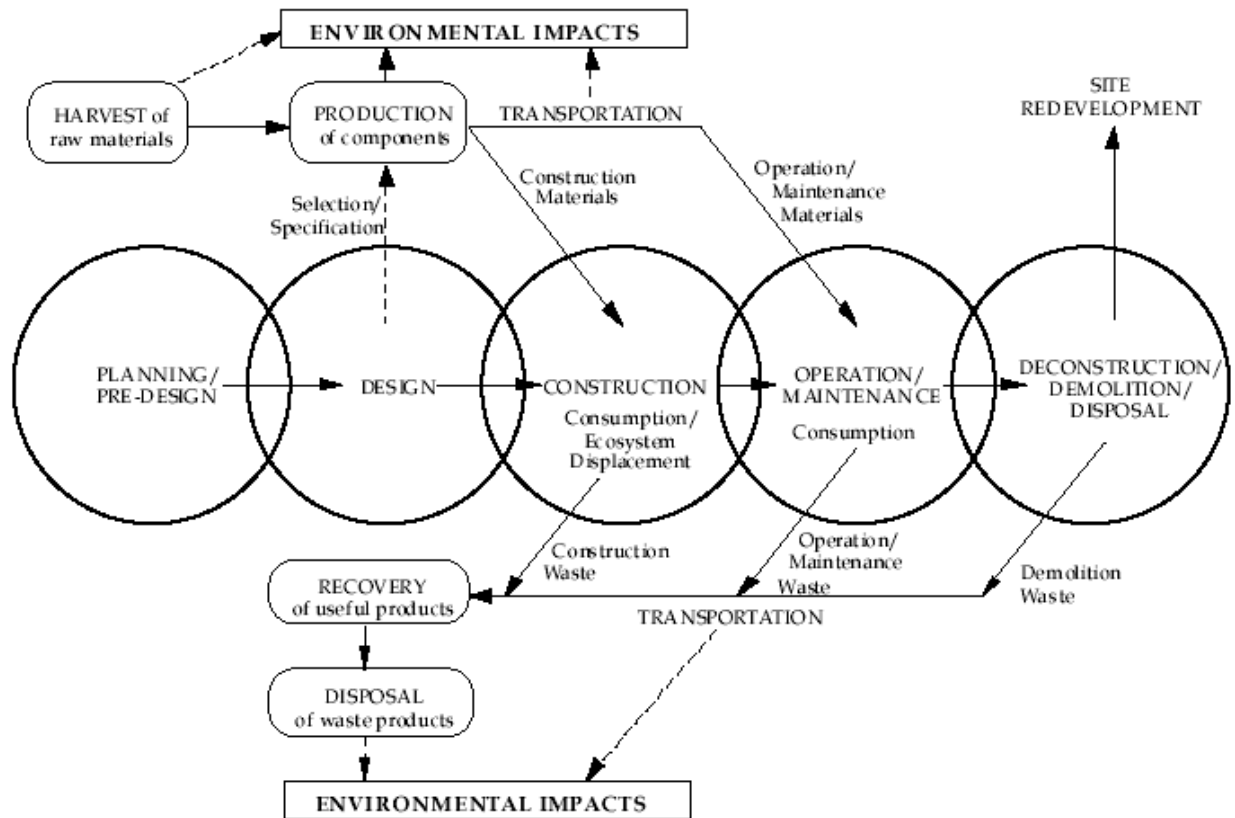 ENVIRONMENTAL IMPACTS
HARVEST of
raw materials
PRODUCTION
of components
TRANSPORTATION
SITE
REDEVELOPMENT
Selection/
Specification
Construction
Materials
Operation/
Maintenance
Materials
PLANNING/
PRE-DESIGN
DESIGN
CONSTRUCTION
Consumption/
Ecosystem
Displacement
OPERATION/
MAINTENANCE
Consumption
DECONSTRUCTION/
DEMOLITION/
DISPOSAL
Construction
Waste
Operation/
Maintenance
Waste
Demolition
Waste
RECOVERY
of useful products
TRANSPORTATION
DISPOSAL
of waste products
ENVIRONMENTAL IMPACTS